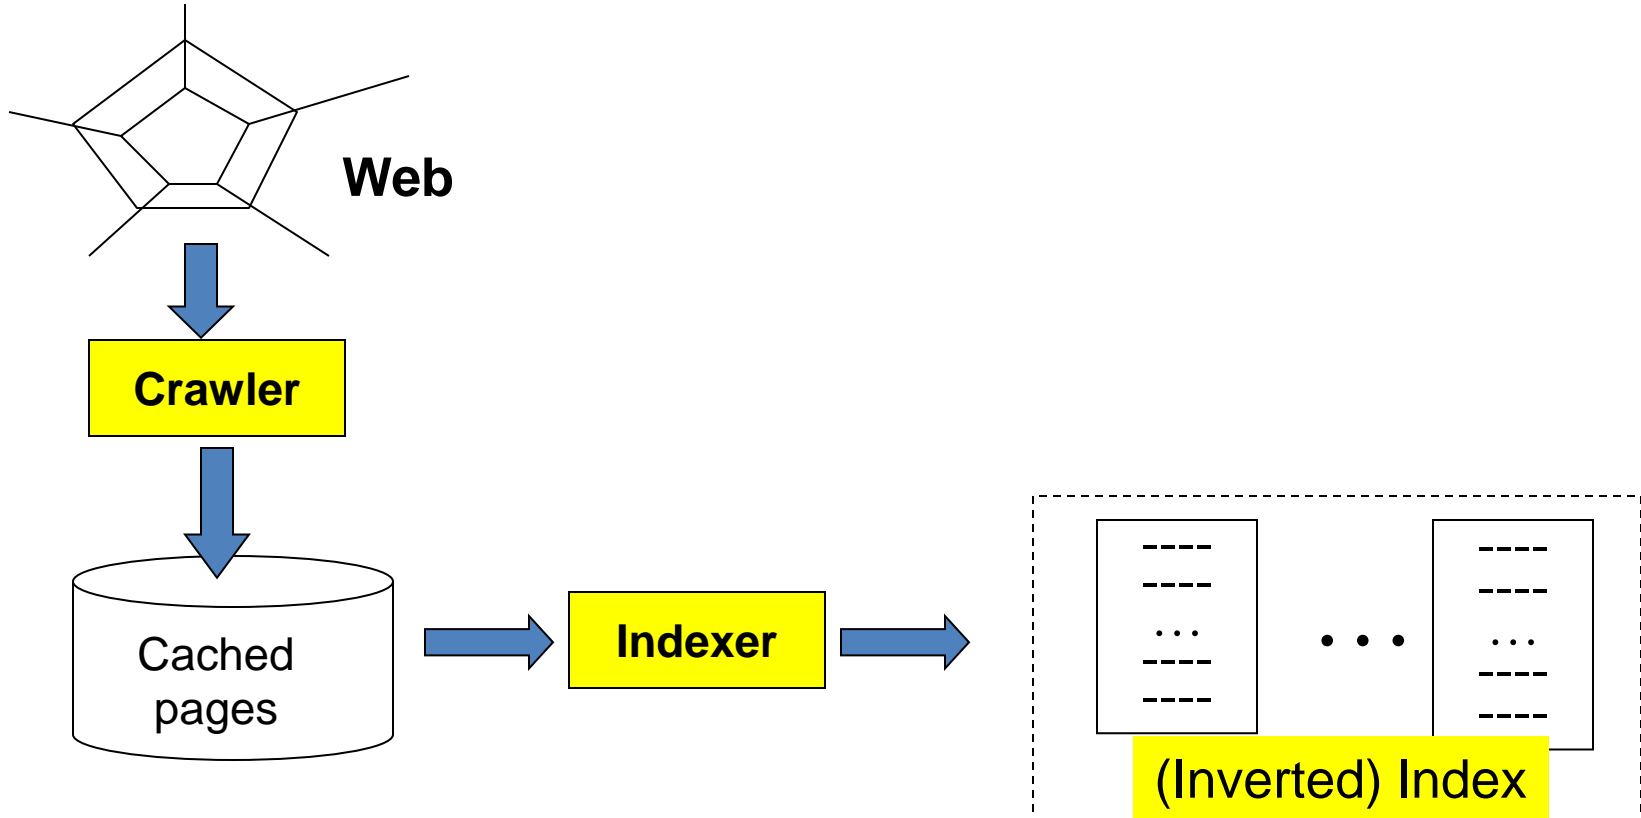 Web
Crawler
Cached
pages
Indexer
----
----
...
----
----
...
----
----
...
----
----
(Inverted) Index